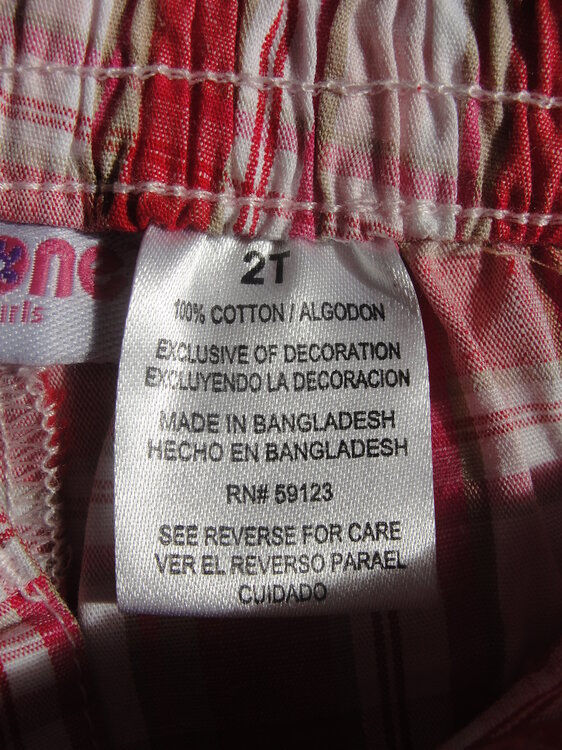 2T
100% COTTON / ALGODON
EXCLUSIVE OF DECORATION
EXCLUYENDO LA DECORACION
MADE IN BANGLADESH
HECHO EN BANGLADESH
RN# 59123
SEE REVERSE FOR CARE
VER EL REVERSO PARAEL
CUIDADO